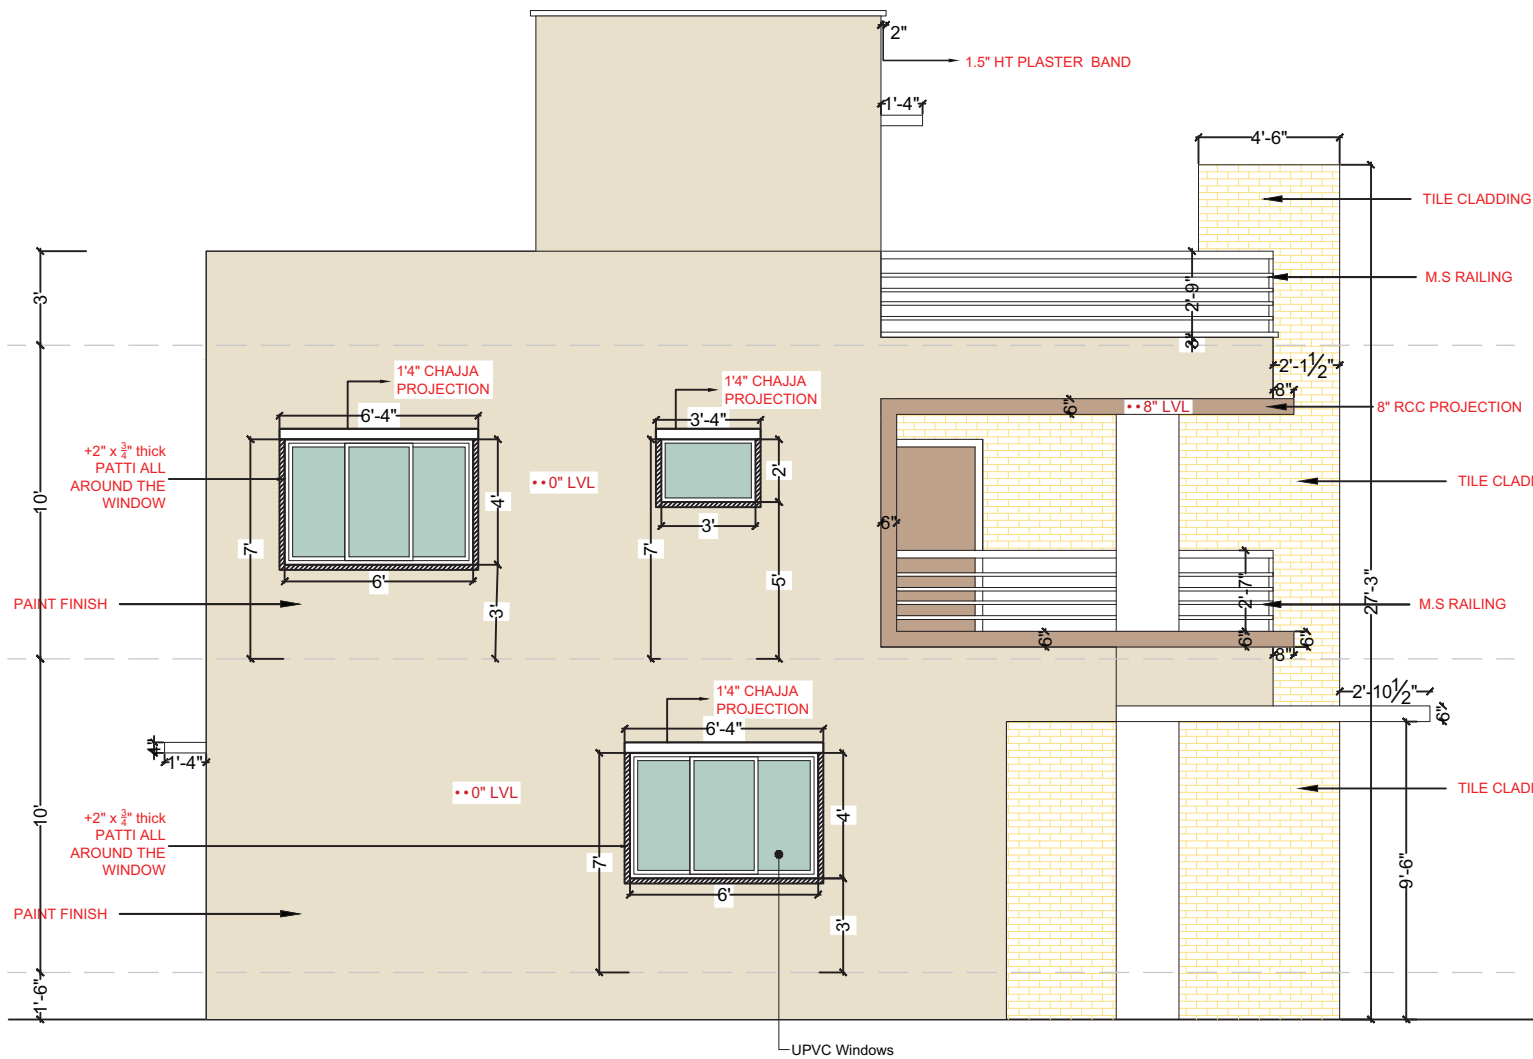 2"
1.5" HT PLASTER BAND
1'-4"
4'-6"
TILE CLADDING
3'
2'-9"
M.S RAILING
3"
1'4" CHAJJA
PROJECTION
6'-4"
1'4" CHAJJA
PROJECTION
3'-4"
2'-1½"
8"
6"
8" LVL
8" RCC PROJECTION
+2" x ¾" thick
PATTI ALL
AROUND THE
WINDOW
10'
7'
4'
0" LVL
7'
2'
3'
6"
TILE CLADI
6'
3'
5'
PAINT FINISH
2'-7"
27'-3"
M.S RAILING
6"
6"
6"
8"
1'4" CHAJJA
PROJECTION
6'-4"
2'-10½"
6"
4"
1'-4"
0" LVL
TILE CLADI
+2" x ¾" thick
PATTI ALL
AROUND THE
WINDOW
10'
7'
4'
9'-6"
6'
3'
PAINT FINISH
1'-6"
UPVC Windows